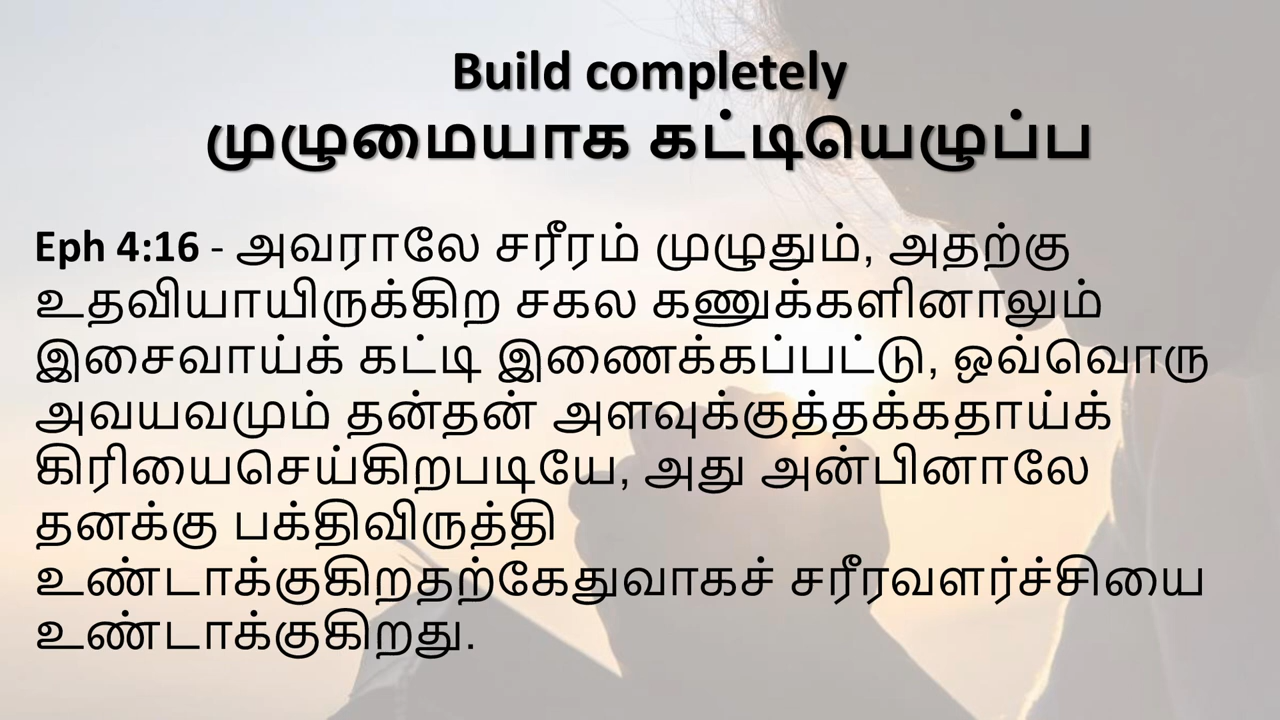 Build completely
முழுமையாக கட்டியெழுப்ப
Eph 4:16 - அவராலே சரீரம் முழுதும், அதற்கு
உதவியாயிருக்கிற சகல கணுக்களினாலும்
இசைவாய்க் கட்டி இணைக்கப்பட்டு, ஒவ்வொரு
அவயவமும் தன்தன் அளவுக்குத்தக்கதாய்க்
கிரியைசெய்கிறபடியே, அது அன்பினாலே
தனக்கு பக்திவிருத்தி
உண்டாக்குகிறதற்கேதுவாகச் சரீரவளர்ச்சியை
உண்டாக்குகிறது.